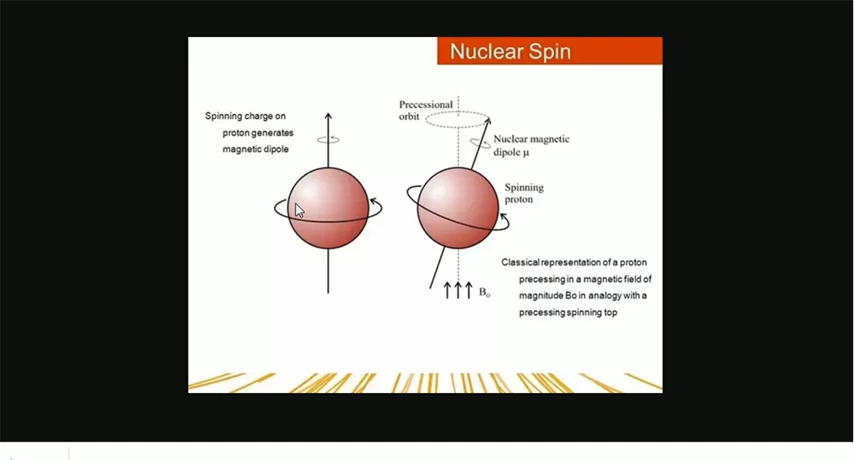 Nuclear Spin
Spinning charge on
proton generates
magnetic dipole
Precessional
orbit
Nuclear magnetic
dipole μ
Spinning
proton
Classical representation of a proton
precessing in a magnetic field of
magnitude Bo in analogy with a
precessing spinning top
Bo